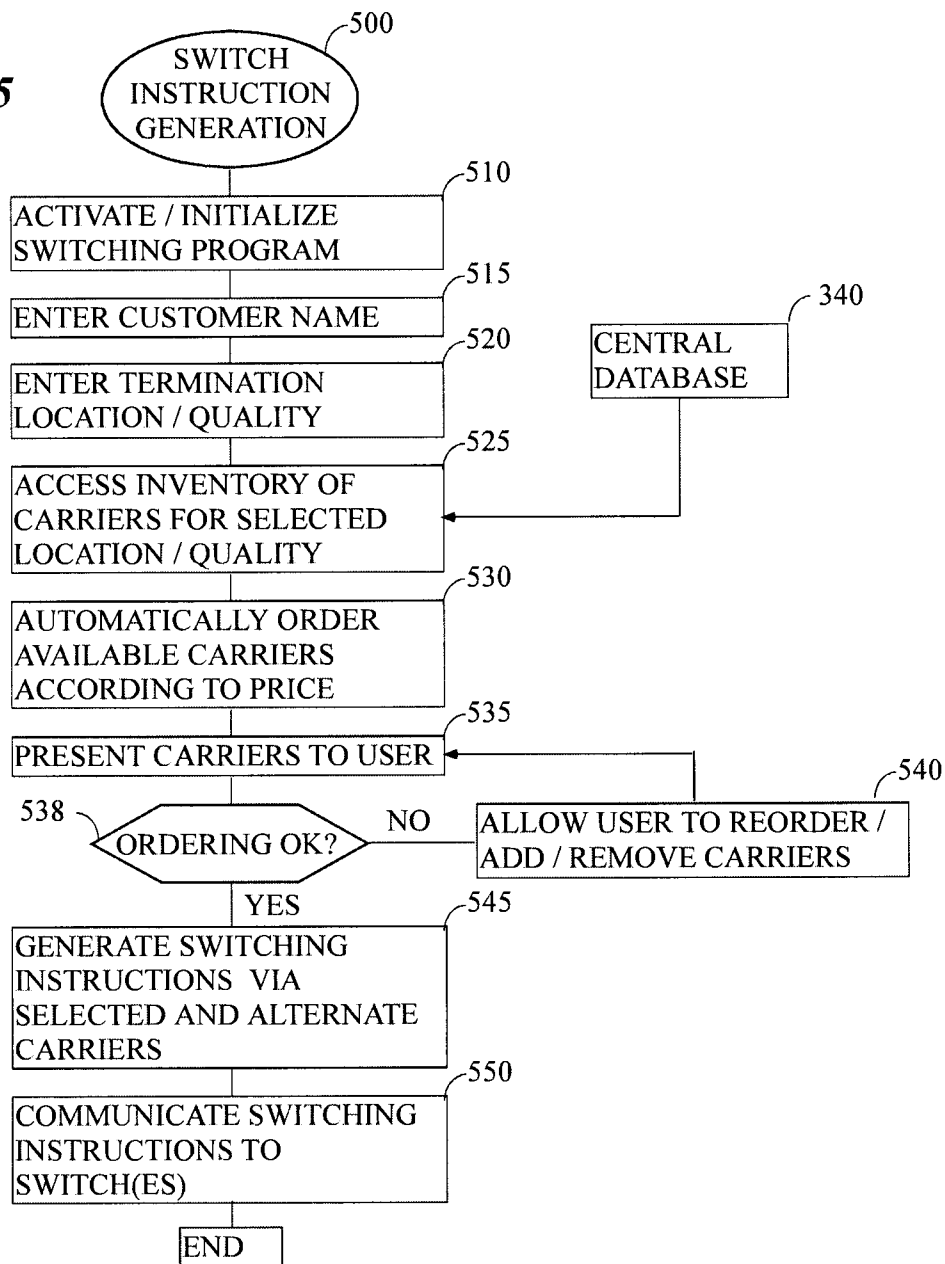 5
500
SWITCH
INSTRUCTION
GENERATION
510
ACTIVATE / INITIALIZE
SWITCHING PROGRAM
515
ENTER CUSTOMER NAME
520
ENTER TERMINATION
LOCATION / QUALITY
340
CENTRAL
DATABASE
525
ACCESS INVENTORY OF
CARRIERS FOR SELECTED
LOCATION / QUALITY
530
AUTOMATICALLY ORDER
AVAILABLE CARRIERS
ACCORDING TO PRICE
535
PRESENT CARRIERS TO USER
538
ORDERING OK?
NO
540
ALLOW USER TO REORDER /
ADD / REMOVE CARRIERS
YES
545
GENERATE SWITCHING
INSTRUCTIONS VIA
SELECTED AND ALTERNATE
CARRIERS
550
COMMUNICATE SWITCHING
INSTRUCTIONS TO
SWITCH(ES)
END